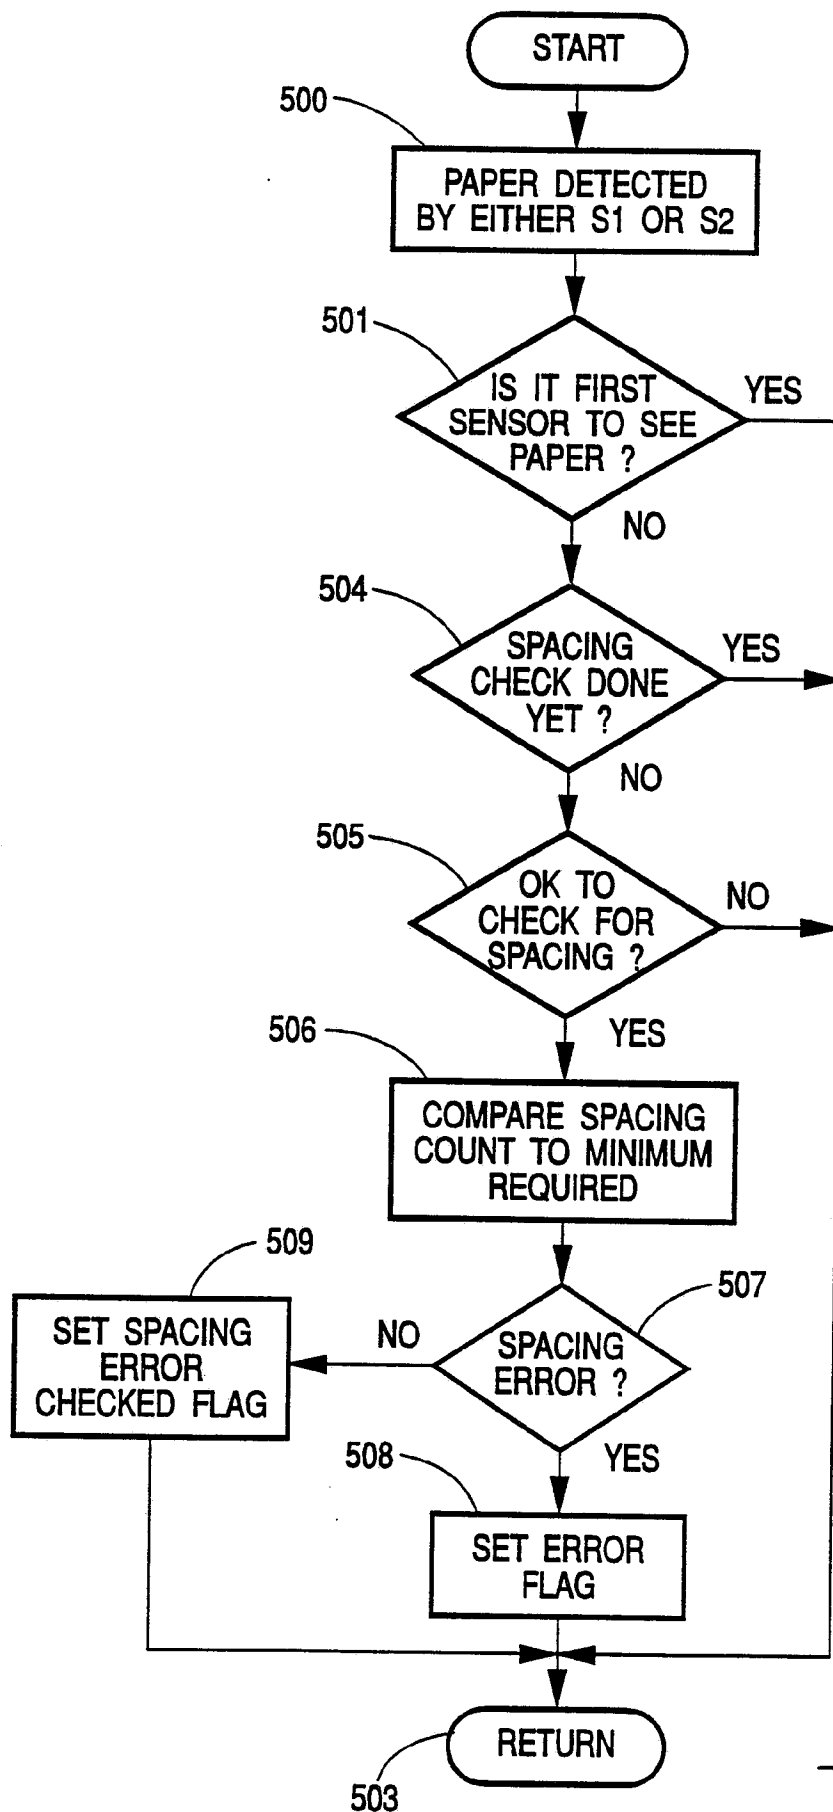 START
500
PAPER DETECTED
BY EITHER S1 OR S2
501
IS IT FIRST
SENSOR TO SEE
PAPER ?
YES
NO
504
SPACING
CHECK DONE
YET ?
YES
NO
505
OK TO
CHECK FOR
SPACING ?
NO
YES
506
COMPARE SPACING
COUNT TO MINIMUM
REQUIRED
509
SET SPACING
ERROR
CHECKED FLAG
NO
507
SPACING
ERROR ?
YES
508
SET ERROR
FLAG
RETURN
503